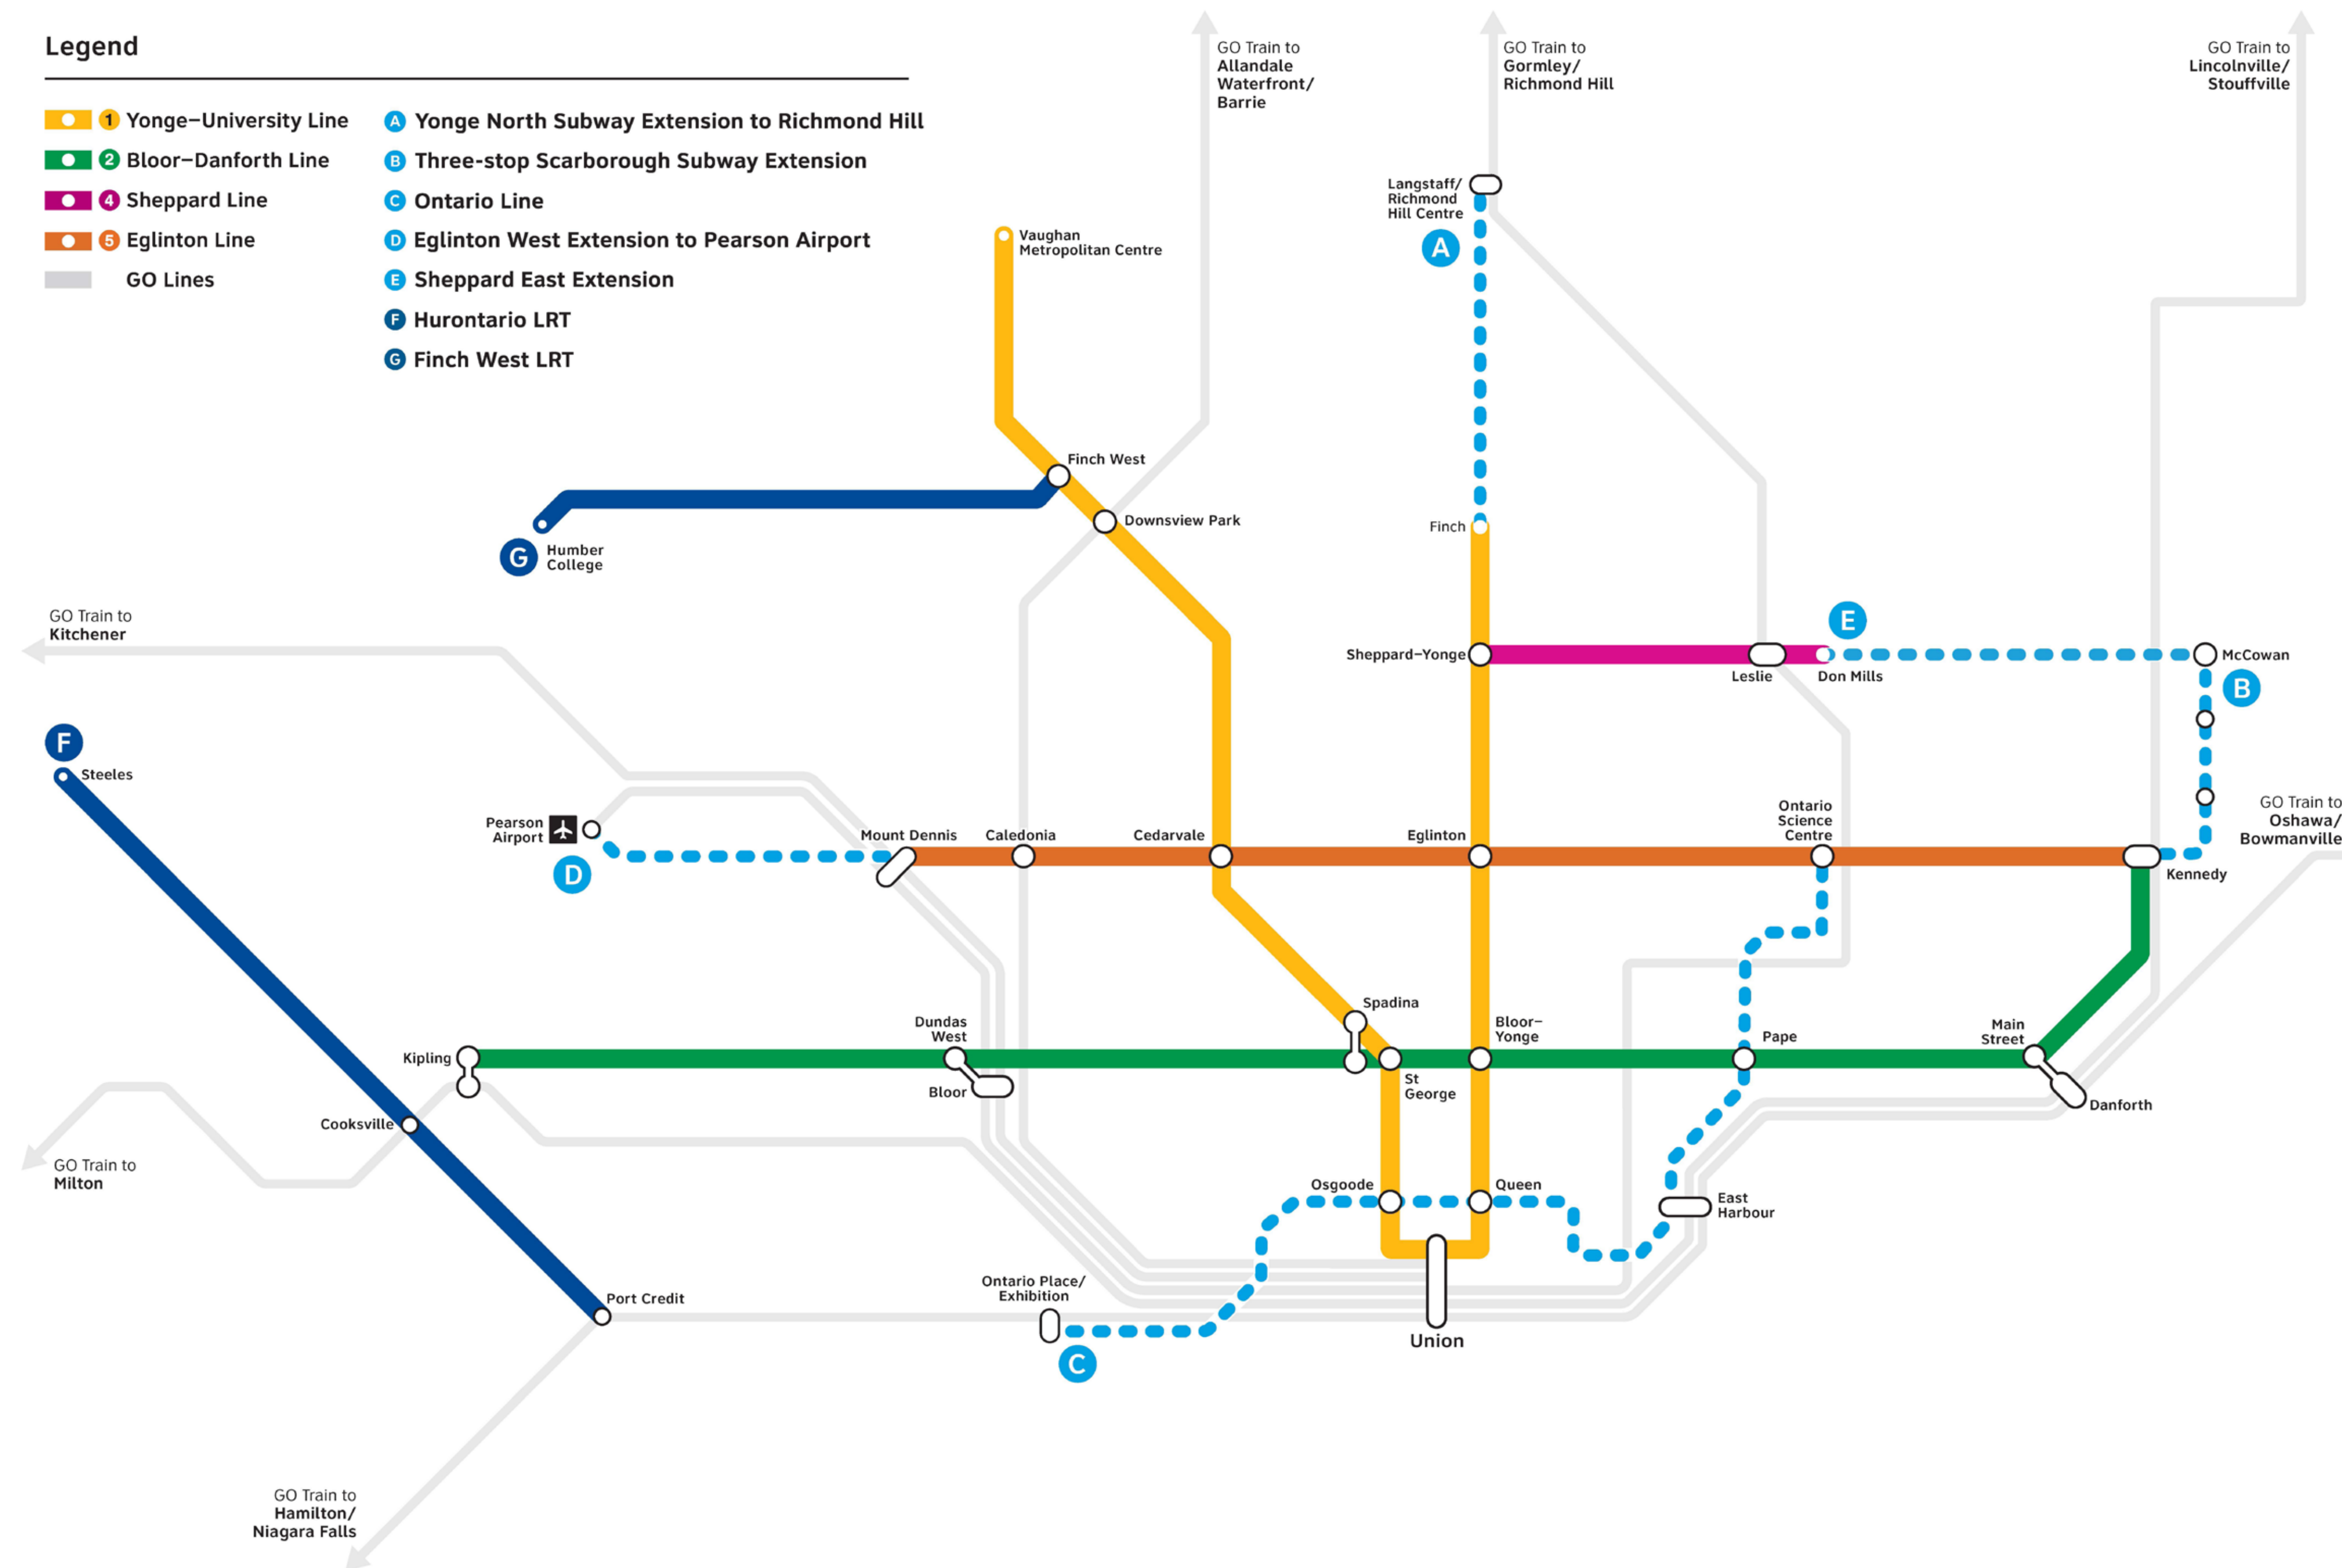 Legend
1 Yonge–University Line
2 Bloor–Danforth Line
4 Sheppard Line
5 Eglinton Line
GO Lines
A Yonge North Subway Extension to Richmond Hill
B Three-stop Scarborough Subway Extension
C Ontario Line
D Eglinton West Extension to Pearson Airport
E Sheppard East Extension
F Hurontario LRT
G Finch West LRT
GO Train to
Allandale
Waterfront/
Barrie
GO Train to
Gormley/
Richmond Hill
GO Train to
Lincolnville/
Stouffville
Langstaff/
Richmond
Hill Centre
A
Vaughan
Metropolitan Centre
Finch West
Downsview Park
Finch
G
Humber
College
GO Train to
Kitchener
E
Sheppard–Yonge
Leslie
Don Mills
McCowan
B
F
Steeles
Pearson
Airport
D
Mount Dennis
Caledonia
Cedarvale
Eglinton
Ontario
Science
Centre
GO Train to
Oshawa/
Bowmanville
Kennedy
Spadina
Dundas
West
Bloor–
Yonge
Pape
Main
Street
Kipling
Bloor
St
George
Danforth
Cooksville
GO Train to
Milton
Osgoode
Queen
East
Harbour
Ontario Place/
Exhibition
Port Credit
Union
C
GO Train to
Hamilton/
Niagara Falls